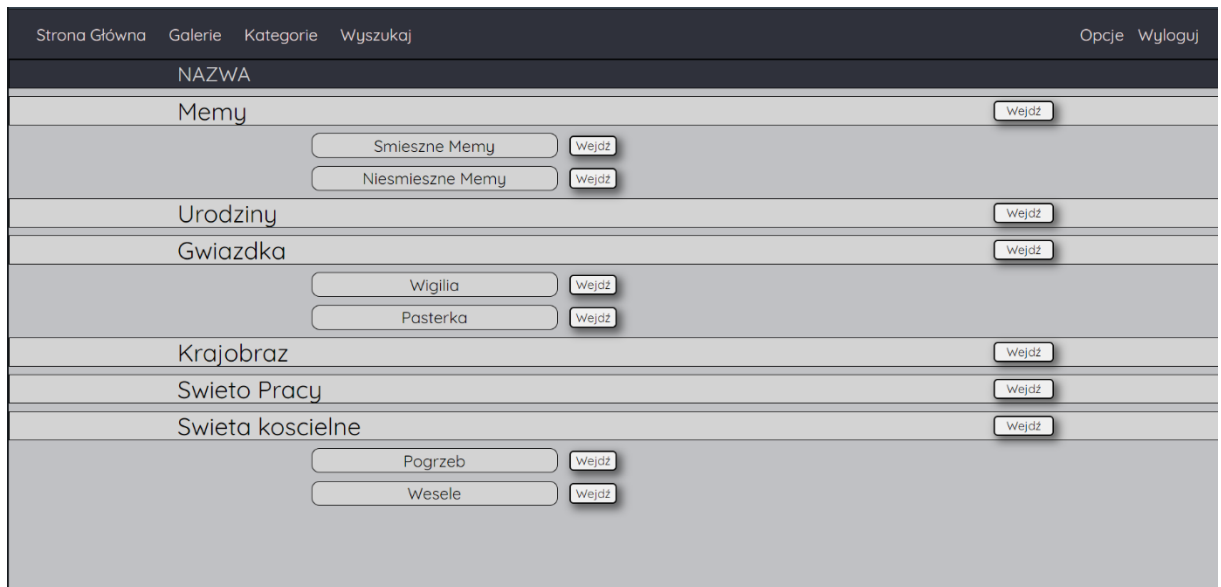 Strona Główna Galerie Kategorie Wyszukaj Opcje Wyloguj
NAZWA
Memy Wejdź
Smieszne Memy Wejdź
Niesmieszne Memy Wejdź
Urodziny Wejdź
Gwiazdka Wejdź
Wigilia Wejdź
Pasterka Wejdź
Krajobraz Wejdź
Swieto Pracy Wejdź
Swieta koscielne Wejdź
Pogrzeb Wejdź
Wesele Wejdź